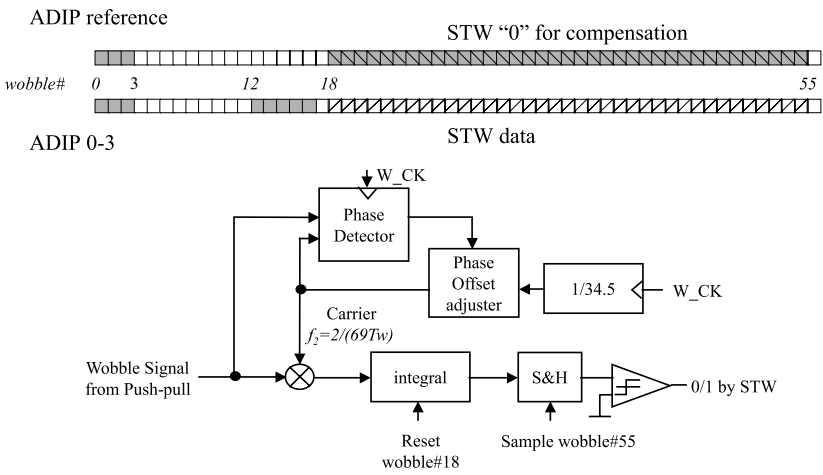 ADIP reference
STW “0” for compensation
wobble# 0 3 12 18 55
ADIP 0-3
STW data
W_CK
Phase
Detector
Phase
Offset
adjuster
1/34.5
W_CK
Carrier
f2=2/(69Tw)
Wobble Signal
from Push-pull
integral
S&H
0/1 by STW
Reset
wobble#18
Sample wobble#55